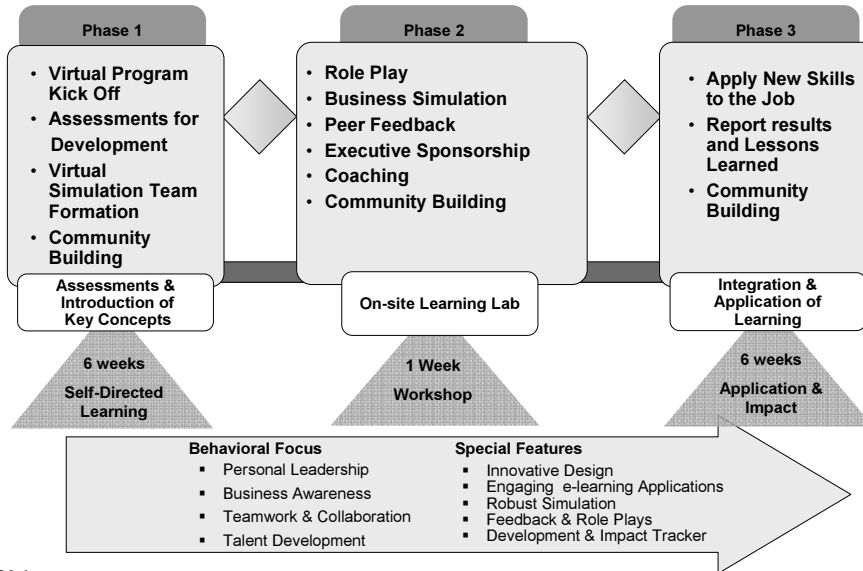 Phase 1
• Virtual Program
Kick Off
• Assessments for
Development
• Virtual
Simulation Team
Formation
• Community
Building
Assessments &
Introduction of
Key Concepts
6 weeks
Self-Directed
Learning
Phase 2
• Role Play
• Business Simulation
• Peer Feedback
• Executive Sponsorship
• Coaching
• Community Building
On-site Learning Lab
1 Week
Workshop
Phase 3
• Apply New Skills
to the Job
• Report results
and Lessons
Learned
• Community
Building
Integration &
Application of
Learning
6 weeks
Application &
Impact
Behavioral Focus
▪ Personal Leadership
▪ Business Awareness
▪ Teamwork & Collaboration
▪ Talent Development
Special Features
▪ Innovative Design
▪ Engaging e-learning Applications
▪ Robust Simulation
▪ Feedback & Role Plays
▪ Development & Impact Tracker